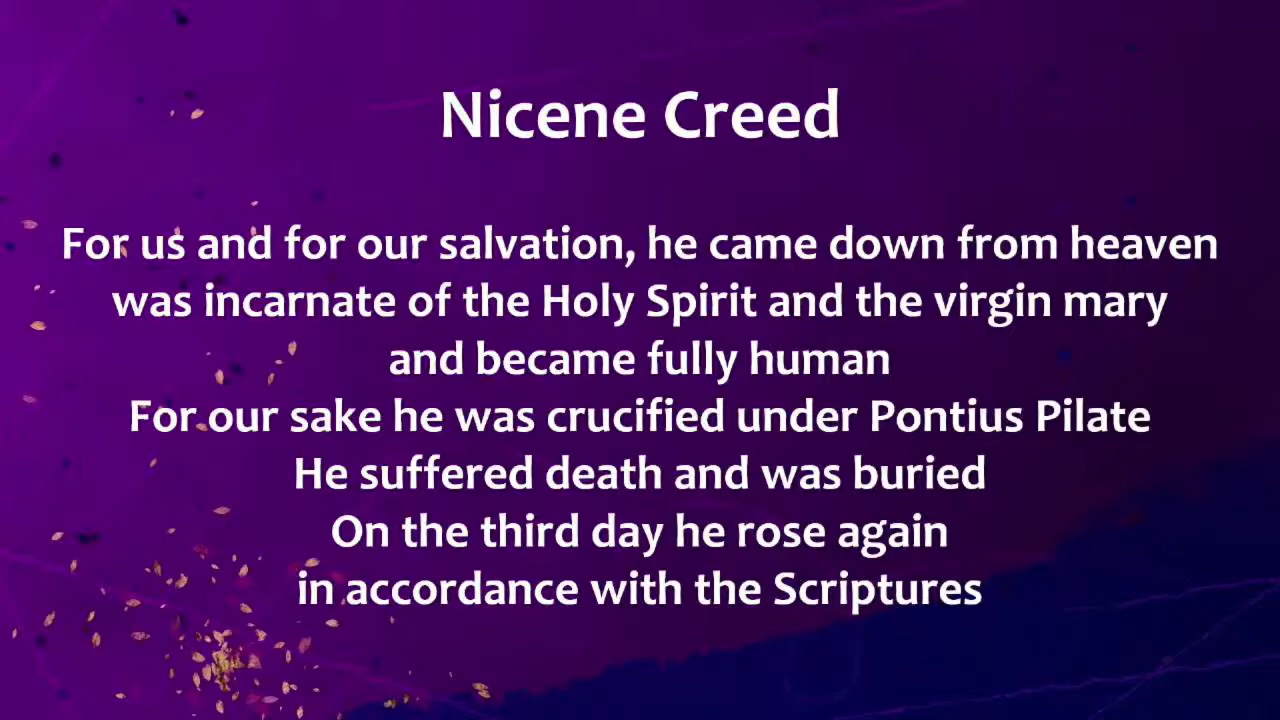 Nicene Creed
For us and for our salvation, he came down from heaven
was incarnate of the Holy Spirit and the virgin mary
and became fully human
For our sake he was crucified under Pontius Pilate
He suffered death and was buried
On the third day he rose again
in accordance with the Scriptures